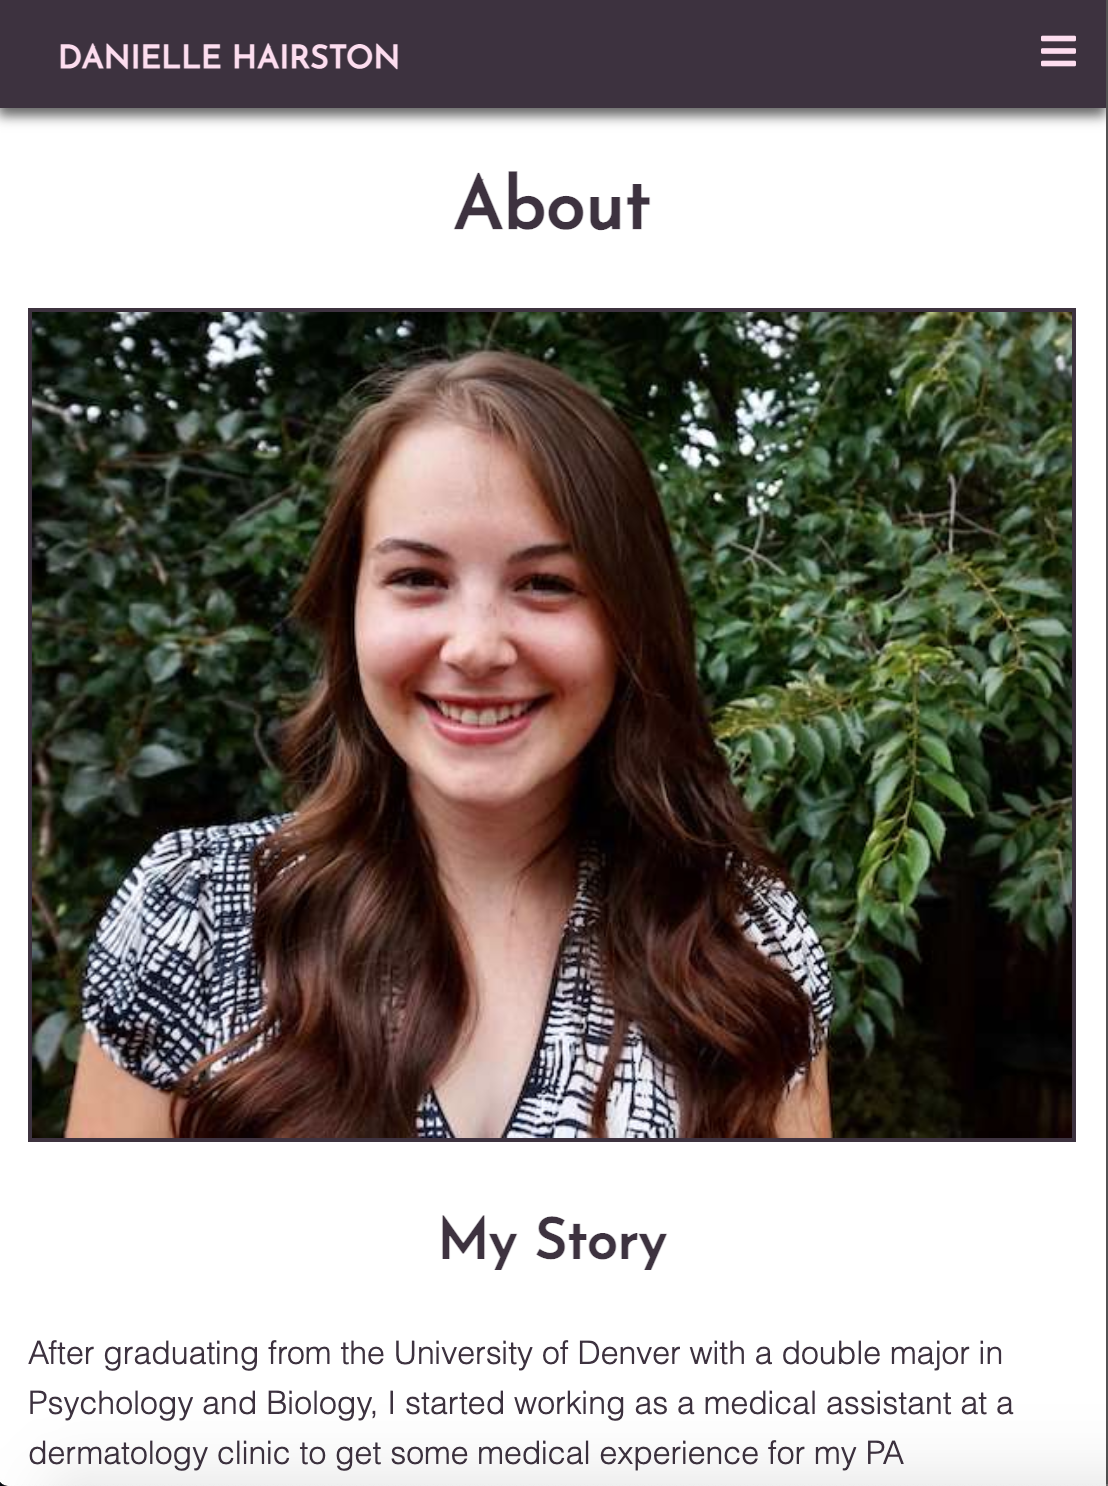 DANIELLE HAIRSTON
About
My Story
After graduating from the University of Denver with a double major in
Psychology and Biology, I started working as a medical assistant at a
dermatology clinic to get some medical experience for my PA